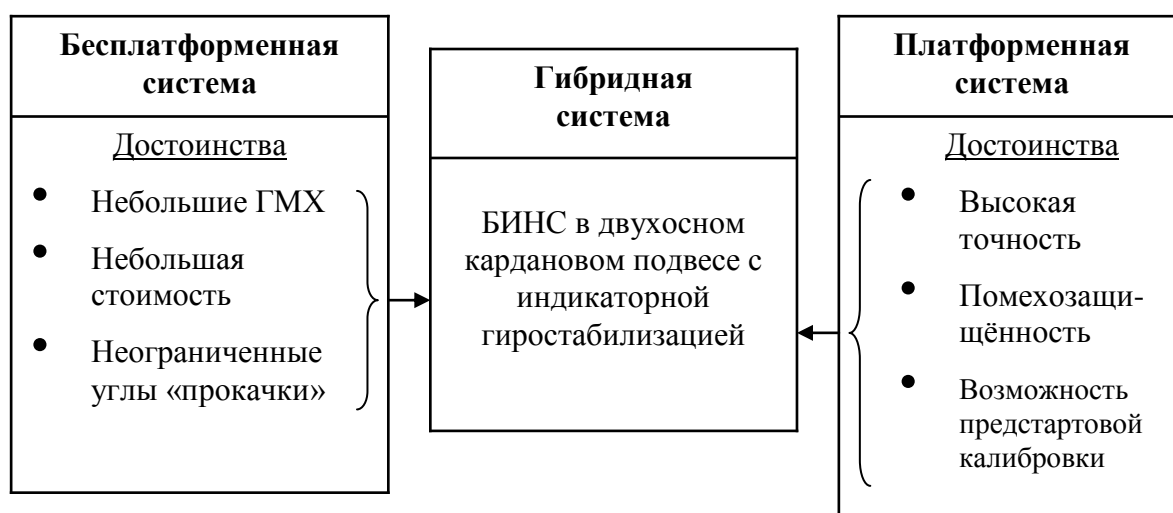 Бесплатформенная
система
Достоинства
• Небольшие ГМХ
• Небольшая
стоимость
• Неограниченные
углы «прокачки»
Гибридная
система
БИНС в двухосном
кардановом подвесе с
индикаторной
гиростабилизацией
Платформенная
система
Достоинства
• Высокая
точность
• Помехозащи-
щённость
• Возможность
предстартовой
калибровки